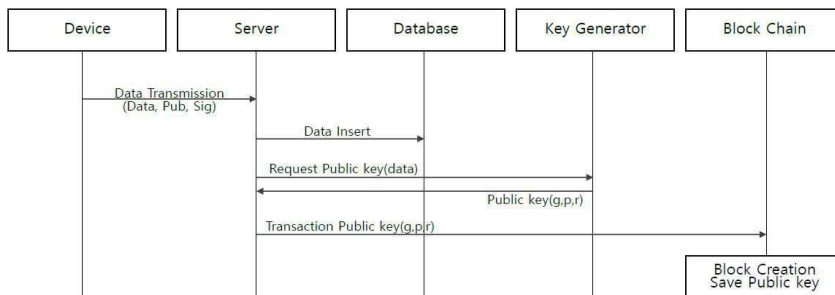 Device
Server
Database
Key Generator
Block Chain
Data Transmission
(Data, Pub, Sig)
Data Insert
Request Public key(data)
Public key(g,p,r)
Transaction Public key(g,p,r)
Block Creation
Save Public key